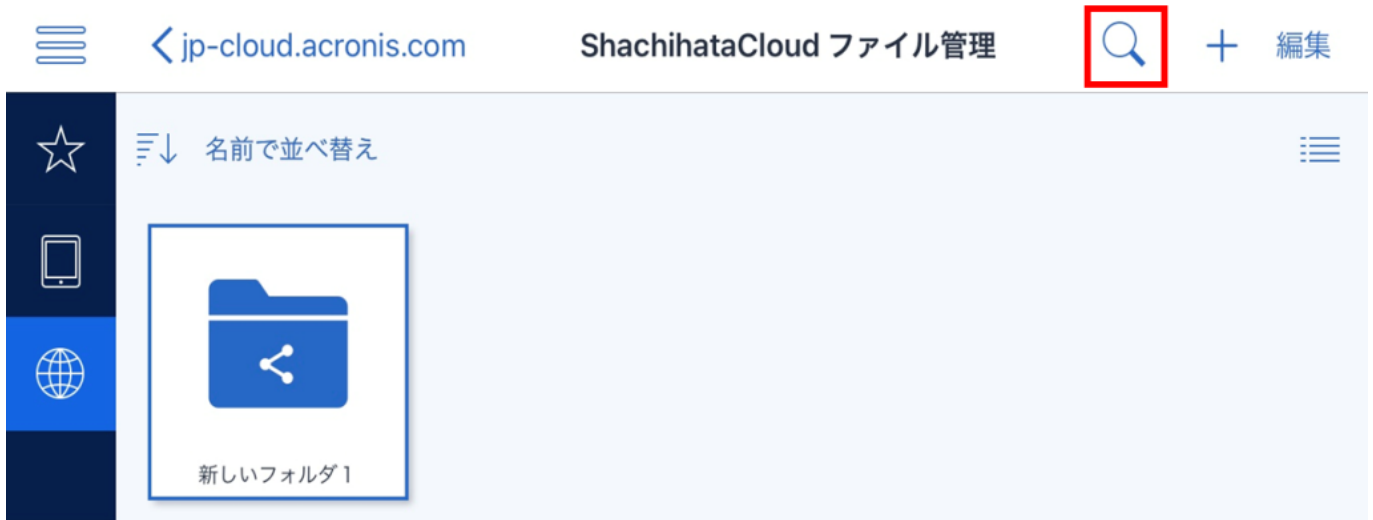 jp-cloud.acronis.com
ShachihataCloud ファイル管理
編集
名前で並べ替え
新しいフォルダ1